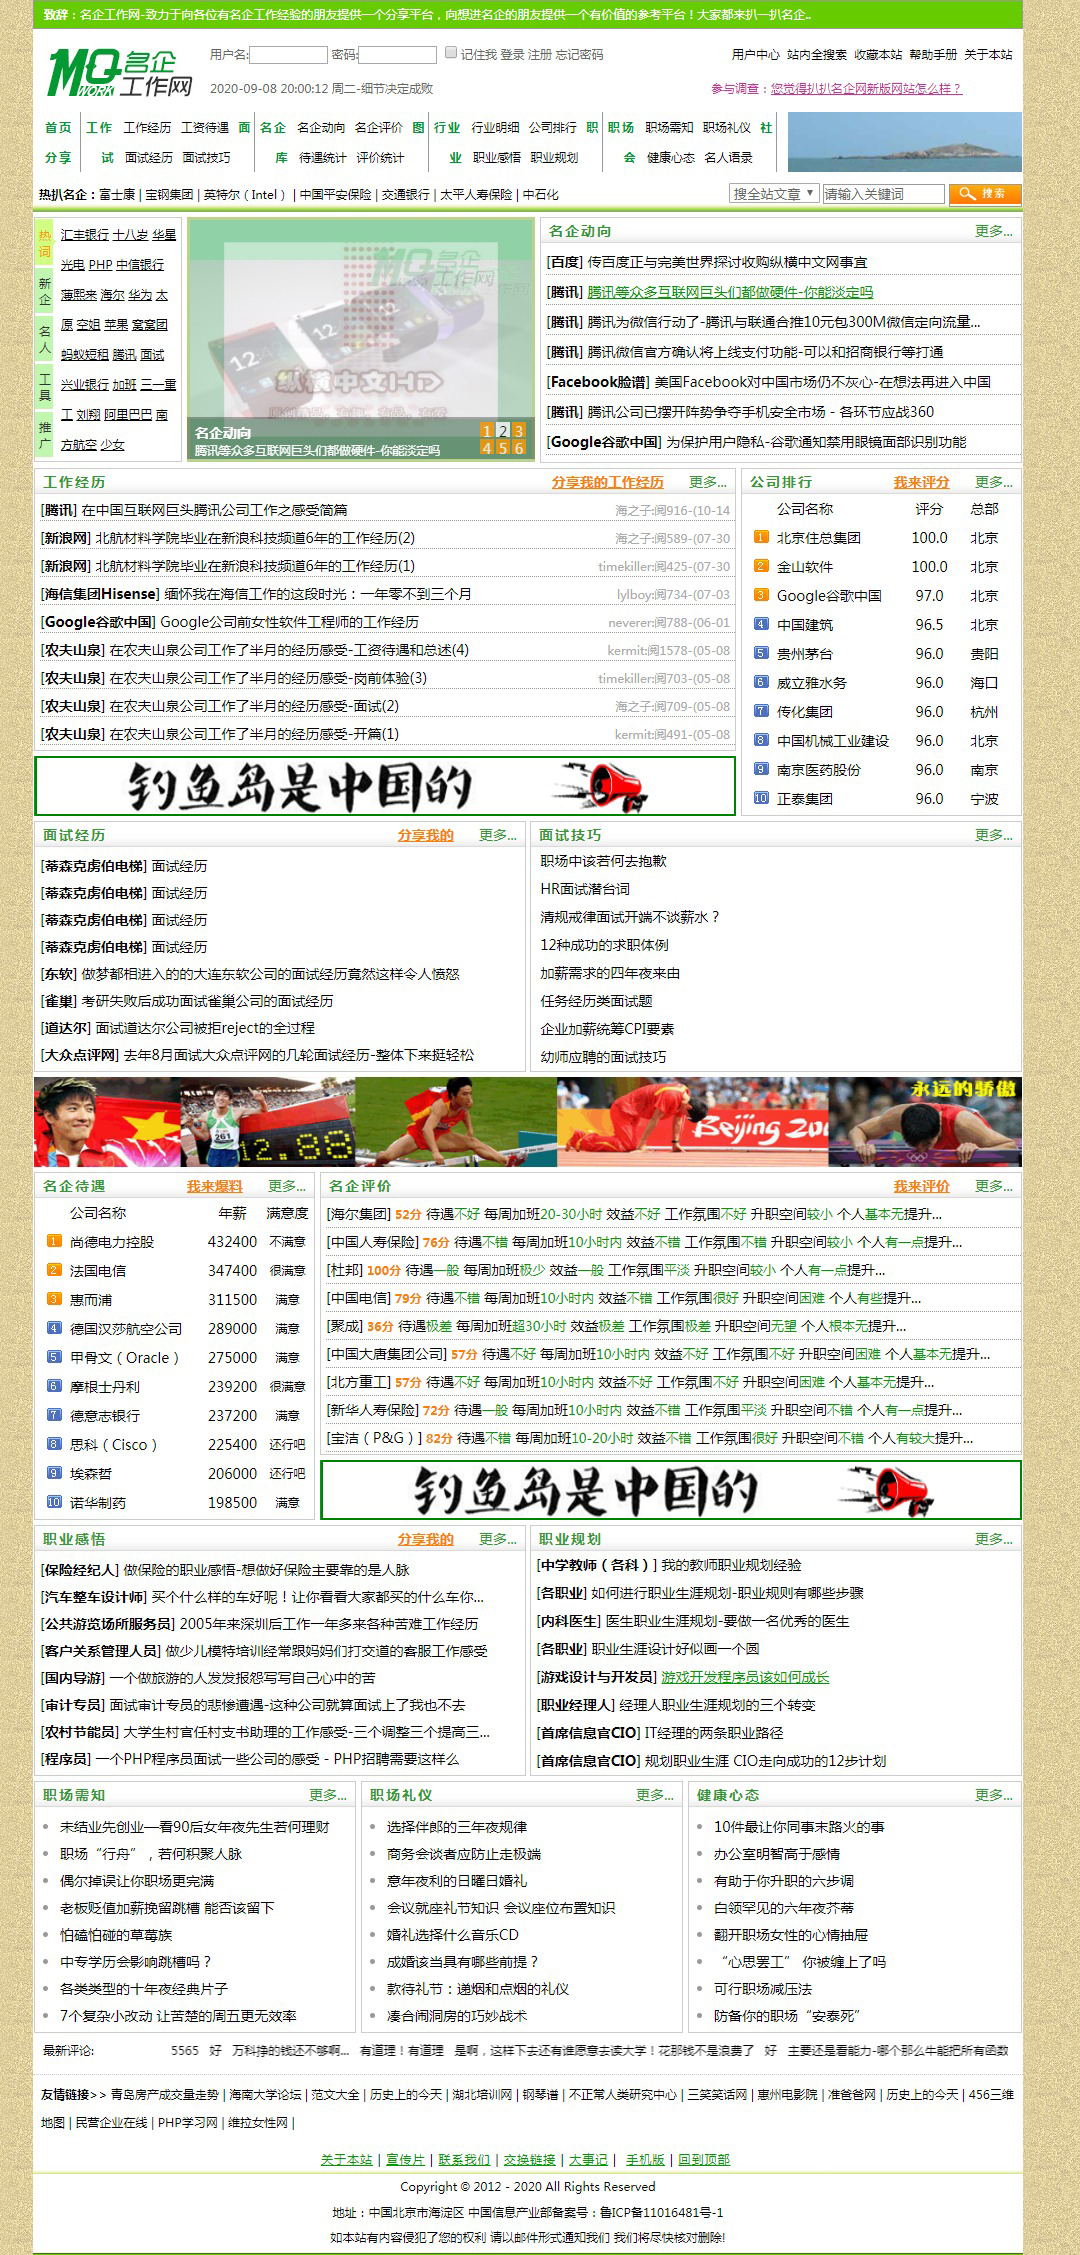 致辞：名企工作网-致力于向各位有名企工作经验的朋友提供一个分享平台，向想进名企的朋友提供一个有价值的参考平台！大家都来扒一扒名企..
MQ WORK 名企工作网
用户名: 密码: 记住我 登录 注册 忘记密码
用户中心 站内全搜索 收藏本站 帮助手册 关于本站
2020-09-08 20:00:12 周二-细节决定成败
参与调查：您觉得扒扒名企网新版网站怎么样？
首页 工作 工作经历 工资待遇 面 名企 名企动向 名企评价 图 行业 行业明细 公司排行 职 职场 职场需知 职场礼仪 社
分享 试 面试经历 面试技巧 库 待遇统计 评价统计 业 职业感悟 职业规划 会 健康心态 名人语录
热扒名企：富士康 | 宝钢集团 | 英特尔（Intel） | 中国平安保险 | 交通银行 | 太平人寿保险 | 中石化
搜全站文章 请输入关键词 搜索
热词
新企
名人
工具
推广
汇丰银行 十八岁 华星
光电 PHP 中信银行
薄熙来 海尔 华为 太
原 空姐 苹果 窝窝团
蚂蚁短租 腾讯 面试
兴业银行 加班 三一重
工 刘翔 阿里巴巴 南
方航空 少女
名企动向
腾讯等众多互联网巨头们都做硬件-你能淡定吗
1 2 3
4 5 6
名企动向 更多...
[百度] 传百度正与完美世界探讨收购纵横中文网事宜
[腾讯] 腾讯等众多互联网巨头们都做硬件-你能淡定吗
[腾讯] 腾讯为微信行动了-腾讯与联通合推10元包300M微信定向流量...
[腾讯] 腾讯微信官方确认将上线支付功能-可以和招商银行等打通
[Facebook脸谱] 美国Facebook对中国市场仍不灰心-在想法再进入中国
[腾讯] 腾讯公司已摆开阵势争夺手机安全市场 - 各环节应战360
[Google谷歌中国] 为保护用户隐私-谷歌通知禁用眼镜面部识别功能
工作经历 分享我的工作经历 更多...
[腾讯] 在中国互联网巨头腾讯公司工作之感受简篇 海之子:阅916-(10-14
[新浪网] 北航材料学院毕业在新浪科技频道6年的工作经历(2) 海之子:阅589-(07-30
[新浪网] 北航材料学院毕业在新浪科技频道6年的工作经历(1) timekiller:阅425-(07-30
[海信集团Hisense] 缅怀我在海信工作的这段时光：一年零不到三个月 lylboy:阅734-(07-03
[Google谷歌中国] Google公司前女性软件工程师的工作经历 neverer:阅788-(06-01
[农夫山泉] 在农夫山泉公司工作了半月的经历感受-工资待遇和总述(4) kermit:阅1578-(05-08
[农夫山泉] 在农夫山泉公司工作了半月的经历感受-岗前体验(3) timekiller:阅703-(05-08
[农夫山泉] 在农夫山泉公司工作了半月的经历感受-面试(2) 海之子:阅709-(05-08
[农夫山泉] 在农夫山泉公司工作了半月的经历感受-开篇(1) kermit:阅491-(05-08
钓鱼岛是中国的
公司排行 我来评分 更多...
公司名称 评分 总部
1 北京住总集团 100.0 北京
2 金山软件 100.0 北京
3 Google谷歌中国 97.0 北京
4 中国建筑 96.5 北京
5 贵州茅台 96.0 贵阳
6 威立雅水务 96.0 海口
7 传化集团 96.0 杭州
8 中国机械工业建设 96.0 北京
9 南京医药股份 96.0 南京
10 正泰集团 96.0 宁波
面试经历 分享我的 更多...
[蒂森克虏伯电梯] 面试经历
[蒂森克虏伯电梯] 面试经历
[蒂森克虏伯电梯] 面试经历
[蒂森克虏伯电梯] 面试经历
[东软] 做梦都相进入的的大连东软公司的面试经历竟然这样令人愤怒
[雀巢] 考研失败后成功面试雀巢公司的面试经历
[道达尔] 面试道达尔公司被拒reject的全过程
[大众点评网] 去年8月面试大众点评网的几轮面试经历-整体下来挺轻松
面试技巧 更多...
职场中该若何去抱歉
HR面试潜台词
清规戒律面试开端不谈薪水？
12种成功的求职体例
加薪需求的四年夜来由
任务经历类面试题
企业加薪统筹CPI要素
幼师应聘的面试技巧
261
12.88
Beijing 200
永远的骄傲
名企待遇 我来爆料 更多...
公司名称 年薪 满意度
1 尚德电力控股 432400 不满意
2 法国电信 347400 很满意
3 惠而浦 311500 满意
4 德国汉莎航空公司 289000 满意
5 甲骨文（Oracle ） 275000 满意
6 摩根士丹利 239200 很满意
7 德意志银行 237200 满意
8 思科（Cisco ） 225400 还行吧
9 埃森哲 206000 还行吧
10 诺华制药 198500 满意
名企评价 我来评价 更多...
[海尔集团] 52分 待遇不好 每周加班20-30小时 效益不好 工作氛围不好 升职空间较小 个人基本无提升...
[中国人寿保险] 76分 待遇不错 每周加班10小时内 效益不错 工作氛围不错 升职空间较小 个人有一点提升...
[杜邦] 100分 待遇一般 每周加班极少 效益一般 工作氛围平淡 升职空间较小 个人有一点提升...
[中国电信] 79分 待遇不错 每周加班10小时内 效益不错 工作氛围很好 升职空间困难 个人有些提升...
[聚成] 36分 待遇极差 每周加班超30小时 效益极差 工作氛围极差 升职空间无望 个人根本无提升...
[中国大唐集团公司] 57分 待遇不好 每周加班10小时内 效益不好 工作氛围不好 升职空间困难 个人基本无提升...
[北方重工] 57分 待遇不好 每周加班10小时内 效益不好 工作氛围不好 升职空间困难 个人基本无提升...
[新华人寿保险] 72分 待遇一般 每周加班10小时内 效益不错 工作氛围平淡 升职空间不错 个人有一点提升...
[宝洁（P&G）] 82分 待遇不错 每周加班10-20小时 效益不错 工作氛围很好 升职空间不错 个人有较大提升...
钓鱼岛是中国的
职业感悟 分享我的 更多...
[保险经纪人] 做保险的职业感悟-想做好保险主要靠的是人脉
[汽车整车设计师] 买个什么样的车好呢！让你看看大家都买的什么车你...
[公共游览场所服务员] 2005年来深圳后工作一年多来各种苦难工作经历
[客户关系管理人员] 做少儿模特培训经常跟妈妈们打交道的客服工作感受
[国内导游] 一个做旅游的人发发报怨写写自己心中的苦
[审计专员] 面试审计专员的悲惨遭遇-这种公司就算面试上了我也不去
[农村节能员] 大学生村官任村支书助理的工作感受-三个调整三个提高三...
[程序员] 一个PHP程序员面试一些公司的感受 - PHP招聘需要这样么
职业规划 更多...
[中学教师（各科）] 我的教师职业规划经验
[各职业] 如何进行职业生涯规划-职业规则有哪些步骤
[内科医生] 医生职业生涯规划-要做一名优秀的医生
[各职业] 职业生涯设计好似画一个圆
[游戏设计与开发员] 游戏开发程序员该如何成长
[职业经理人] 经理人职业生涯规划的三个转变
[首席信息官CIO] IT经理的两条职业路径
[首席信息官CIO] 规划职业生涯 CIO走向成功的12步计划
职场需知 更多...
未结业先创业—看90后女年夜先生若何理财
职场“行舟”，若何积聚人脉
偶尔掉误让你职场更完满
老板贬值加薪挽留跳槽 能否该留下
怕磕怕碰的草莓族
中专学历会影响跳槽吗？
各类类型的十年夜经典片子
7个复杂小改动 让苦楚的周五更无效率
职场礼仪 更多...
选择伴郎的三年夜规律
商务会谈者应防止走极端
意年夜利的日曜日婚礼
会议就座礼节知识 会议座位布置知识
婚礼选择什么音乐CD
成婚该当具有哪些前提？
款待礼节：递烟和点烟的礼仪
凑合闹洞房的巧妙战术
健康心态 更多...
10件最让你同事末路火的事
办公室明智高于感情
有助于你升职的六步调
白领罕见的六年夜芥蒂
翻开职场女性的心情抽屉
“心思罢工” 你被缠上了吗
可行职场减压法
防备你的职场“安泰死”
最新评论: 5565 好 万科挣的钱还不够啊... 有道理！有道理 是啊，这样下去还有谁愿意去读大学！花那钱不是浪费了 好 主要还是看能力-哪个那么牛能把所有函数
友情链接>> 青岛房产成交量走势 | 海南大学论坛 | 范文大全 | 历史上的今天 | 湖北培训网 | 钢琴谱 | 不正常人类研究中心 | 三笑笑话网 | 惠州电影院 | 准爸爸网 | 历史上的今天 | 456三维
地图 | 民营企业在线 | PHP学习网 | 维拉女性网 |
关于本站 | 宣传片 | 联系我们 | 交换链接 | 大事记 | 手机版 | 回到顶部
Copyright © 2012 - 2020 All Rights Reserved
地址：中国北京市海淀区 中国信息产业部备案号：鲁ICP备11016481号-1
如本站有内容侵犯了您的权利 请以邮件形式通知我们 我们将尽快核对删除!